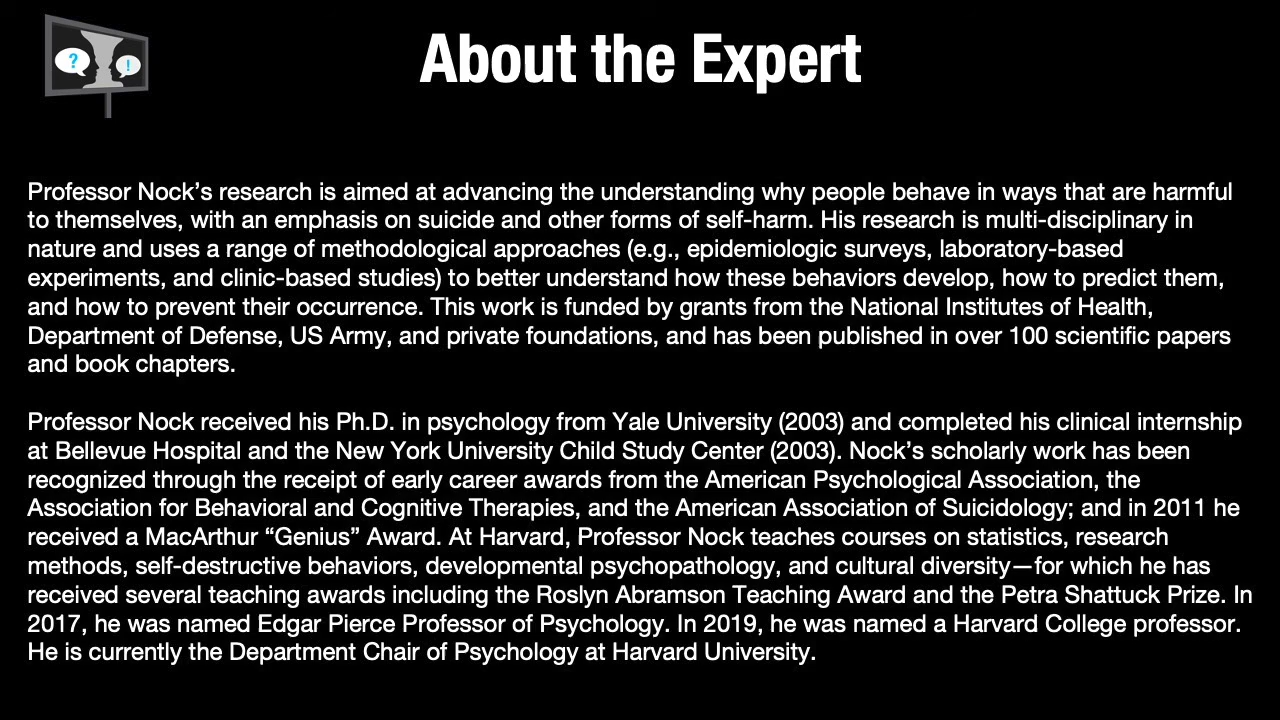 ? !
About the Expert
Professor Nock’s research is aimed at advancing the understanding why people behave in ways that are harmful
to themselves, with an emphasis on suicide and other forms of self-harm. His research is multi-disciplinary in
nature and uses a range of methodological approaches (e.g., epidemiologic surveys, laboratory-based
experiments, and clinic-based studies) to better understand how these behaviors develop, how to predict them,
and how to prevent their occurrence. This work is funded by grants from the National Institutes of Health,
Department of Defense, US Army, and private foundations, and has been published in over 100 scientific papers
and book chapters.
Professor Nock received his Ph.D. in psychology from Yale University (2003) and completed his clinical internship
at Bellevue Hospital and the New York University Child Study Center (2003). Nock’s scholarly work has been
recognized through the receipt of early career awards from the American Psychological Association, the
Association for Behavioral and Cognitive Therapies, and the American Association of Suicidology; and in 2011 he
received a MacArthur “Genius” Award. At Harvard, Professor Nock teaches courses on statistics, research
methods, self-destructive behaviors, developmental psychopathology, and cultural diversity—for which he has
received several teaching awards including the Roslyn Abramson Teaching Award and the Petra Shattuck Prize. In
2017, he was named Edgar Pierce Professor of Psychology. In 2019, he was named a Harvard College professor.
He is currently the Department Chair of Psychology at Harvard University.